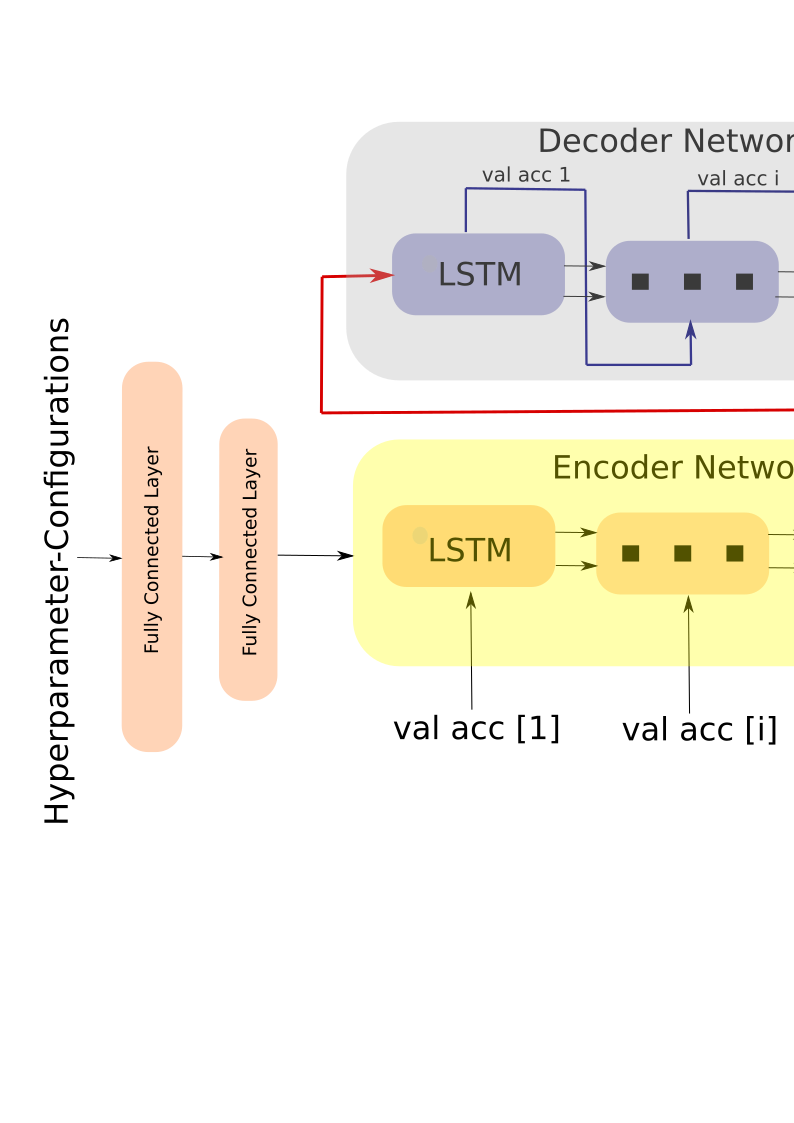 Decoder Networ
val acc 1
val acc i
LSTM
Hyperparameter-Configurations
Fully Connected Layer
Fully Connected Layer
Encoder Netwo
LSTM
val acc [1]
val acc [i]